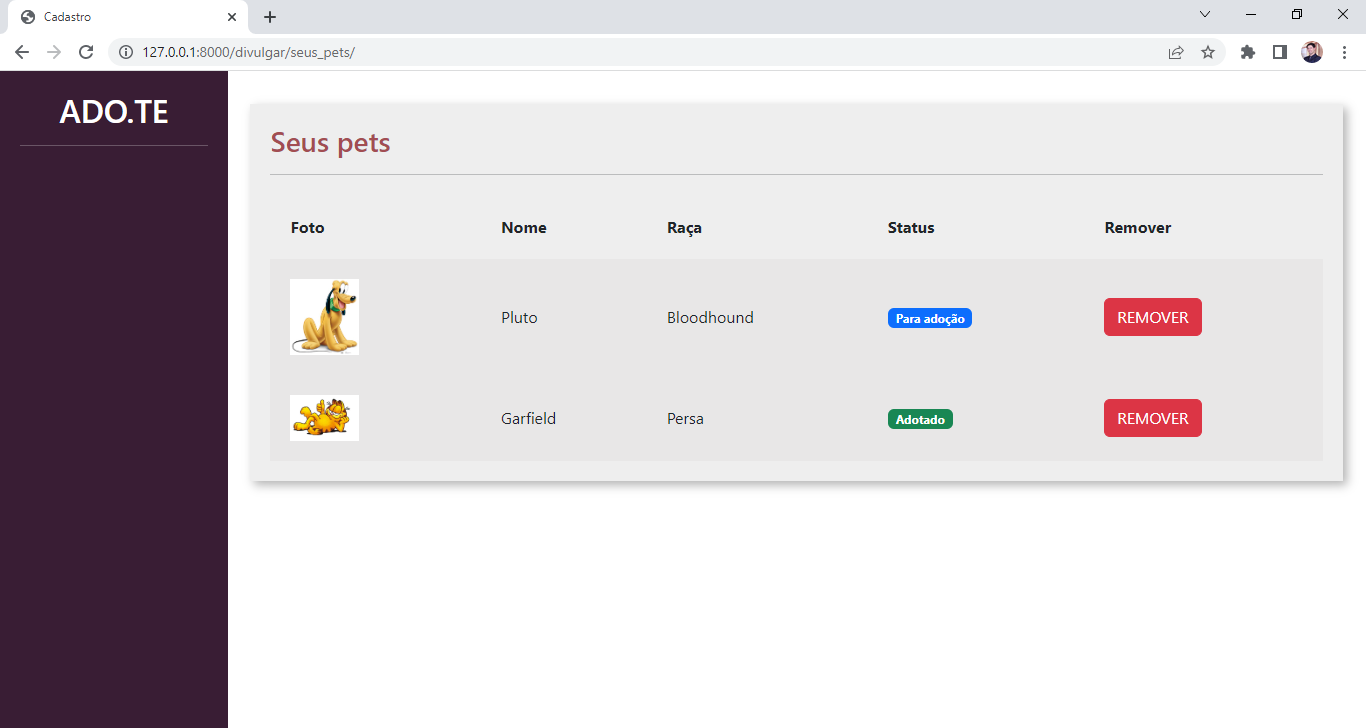 Cadastro
127.0.0.1:8000/divulgar/seus_pets/
ADO.TE
Seus pets
Foto Nome Raça Status Remover
Pluto Bloodhound Para adoção REMOVER
Garfield Persa Adotado REMOVER